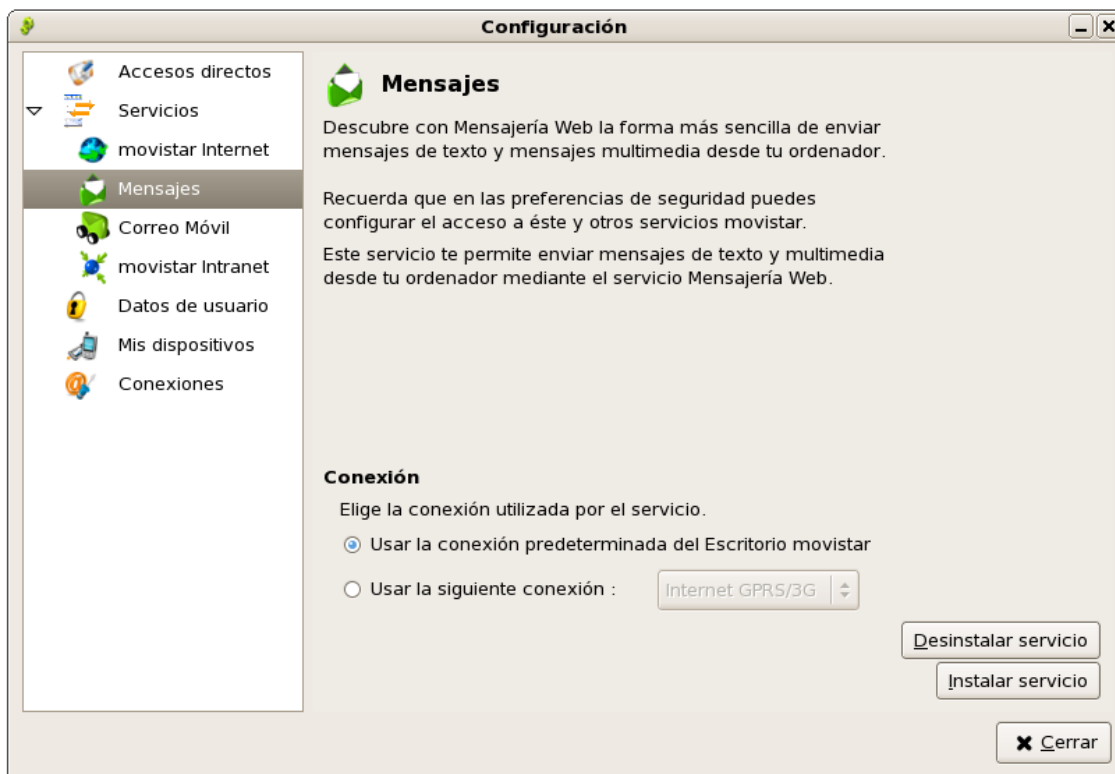 Configuración
Accesos directos
Servicios
movistar Internet
Mensajes
Correo Móvil
movistar Intranet
Datos de usuario
Mis dispositivos
Conexiones
Mensajes
Descubre con Mensajería Web la forma más sencilla de enviar
mensajes de texto y mensajes multimedia desde tu ordenador.
Recuerda que en las preferencias de seguridad puedes
configurar el acceso a éste y otros servicios movistar.
Este servicio te permite enviar mensajes de texto y multimedia
desde tu ordenador mediante el servicio Mensajería Web.
Conexión
Elige la conexión utilizada por el servicio.
Usar la conexión predeterminada del Escritorio movistar
Usar la siguiente conexión : Internet GPRS/3G
Desinstalar servicio
Instalar servicio
Cerrar